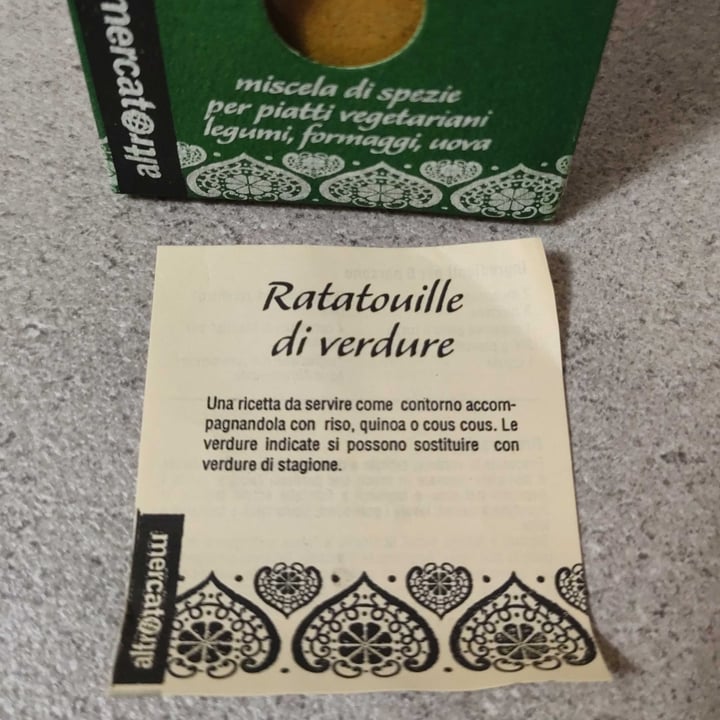 altromercato
miscela di spezie
per piatti vegetariani
legumi, formaggi, uova
Ratatouille
di verdure
Una ricetta da servire come contorno accom-
pagnandola con riso, quinoa o cous cous. Le
verdure indicate si possono sostituire con
verdure di stagione.
altromercato